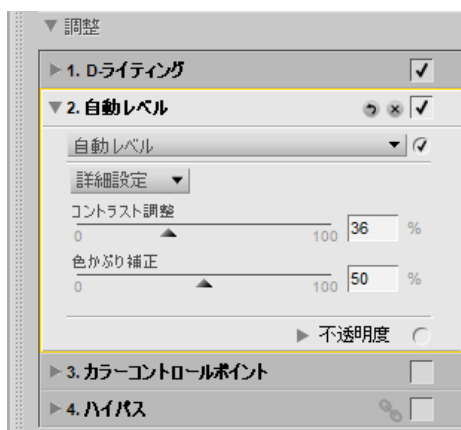 調整
1. D-ライティング
2. 自動レベル
自動レベル
詳細設定
コントラスト調整
0 100 36 %
色かぶり補正
0 100 50 %
不透明度
3. カラーコントロールポイント
4. ハイパス